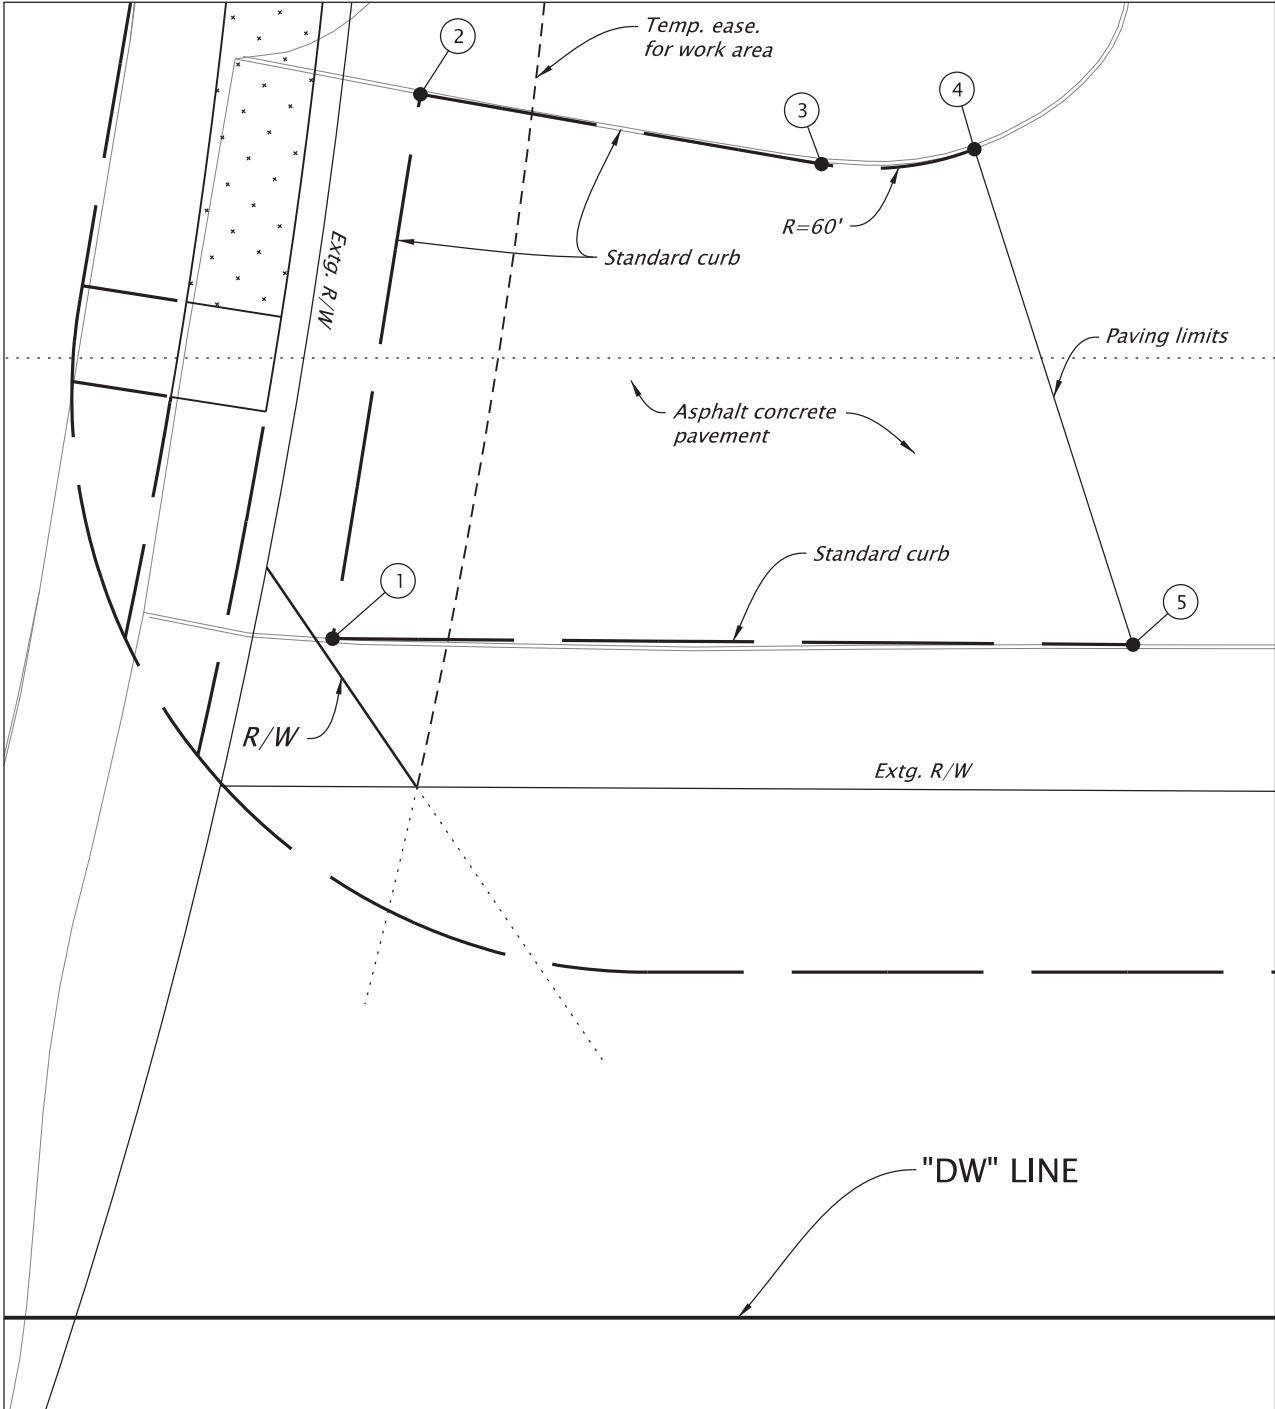 Temp. ease.
for work area
2
4
3
R=60'
Extg. R/W
Standard curb
Paving limits
Asphalt concrete
pavement
Standard curb
1
5
R/W
Extg. R/W
"DW" LINE